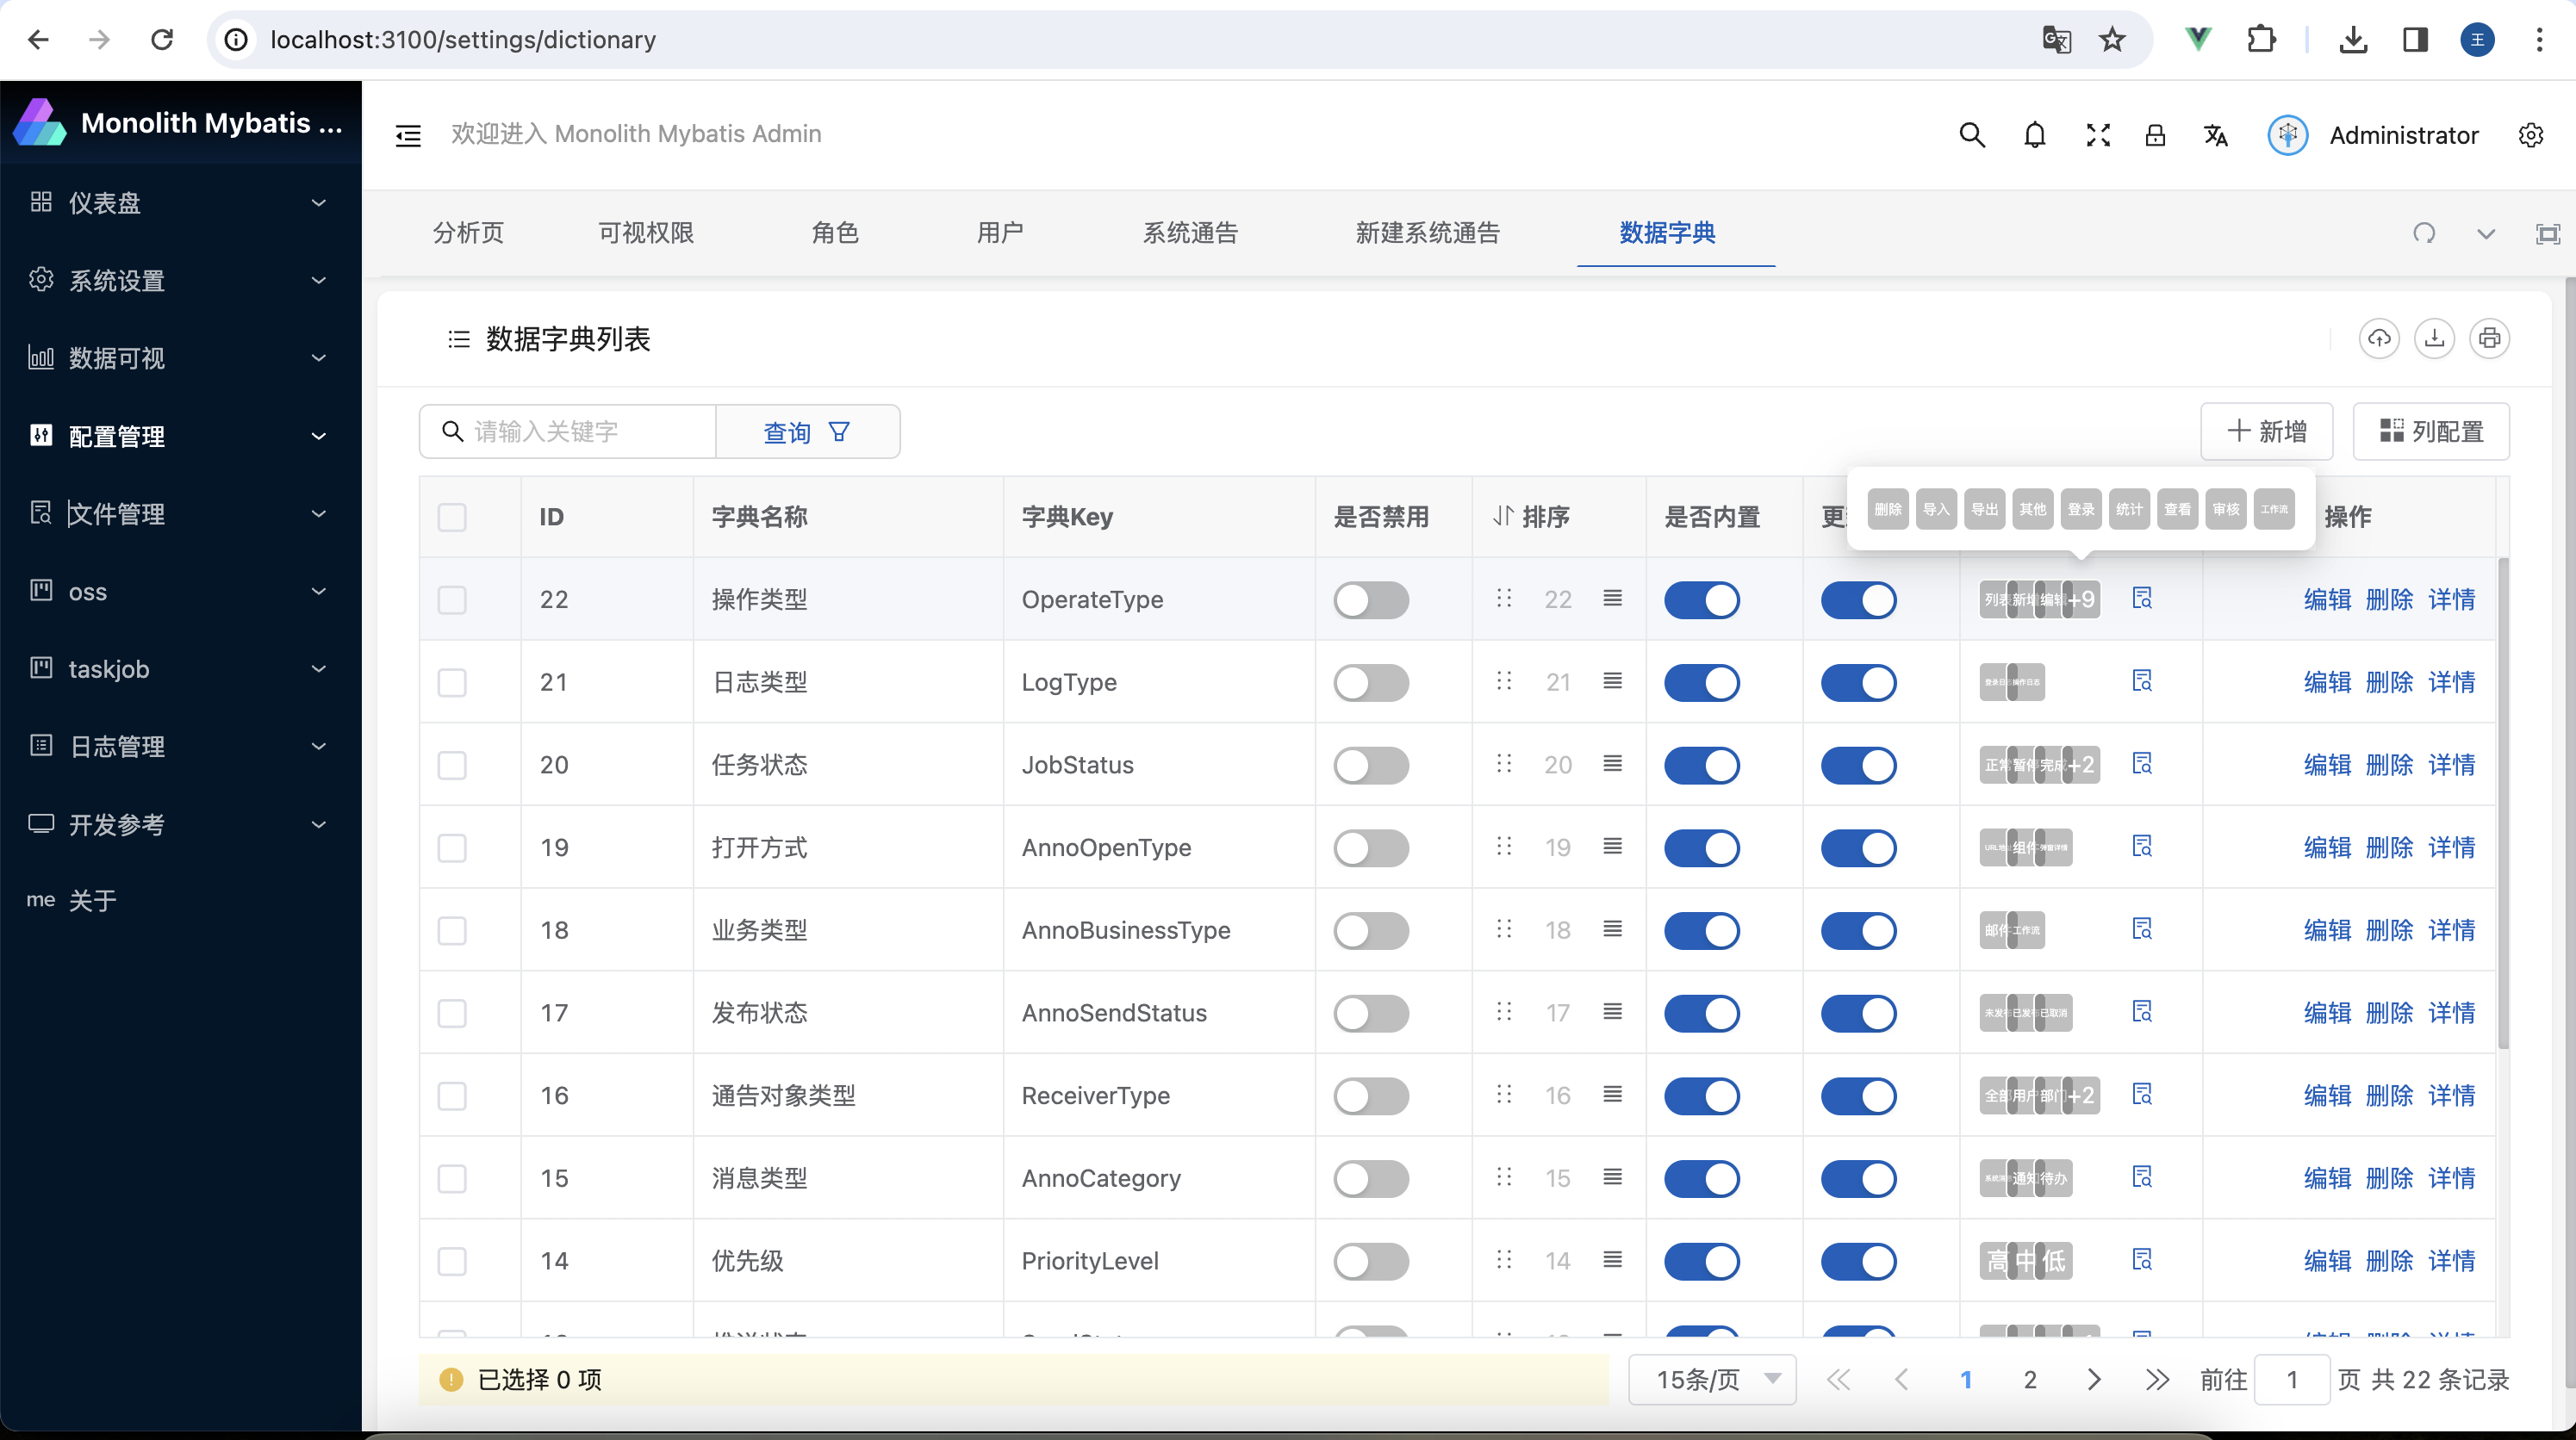 localhost:3100/settings/dictionary
王
Monolith Mybatis ...
仪表盘
系统设置
数据可视
配置管理
文件管理
oss
taskjob
日志管理
开发参考
me 关于
欢迎进入 Monolith Mybatis Admin
Administrator
分析页 可视权限 角色 用户 系统通告 新建系统通告 数据字典
数据字典列表
请输入关键字 查询 新增 列配置
删除 导入 导出 其他 登录 统计 查看 审核 工作流
ID 字典名称 字典Key 是否禁用 排序 是否内置 操作
22 操作类型 OperateType 22 列表 新增 编辑 +9 编辑 删除 详情
21 日志类型 LogType 21 登录日 操作日志 编辑 删除 详情
20 任务状态 JobStatus 20 正常 暂停 完成 +2 编辑 删除 详情
19 打开方式 AnnoOpenType 19 URL地 组件 弹窗详情 编辑 删除 详情
18 业务类型 AnnoBusinessType 18 邮件 工作流 编辑 删除 详情
17 发布状态 AnnoSendStatus 17 未发布 已发布 已取消 编辑 删除 详情
16 通告对象类型 ReceiverType 16 全部 用户 部门 +2 编辑 删除 详情
15 消息类型 AnnoCategory 15 系统消 通知 待办 编辑 删除 详情
14 优先级 PriorityLevel 14 高 中 低 编辑 删除 详情
已选择 0 项 15条/页 1 2 前往 1 页 共 22 条记录